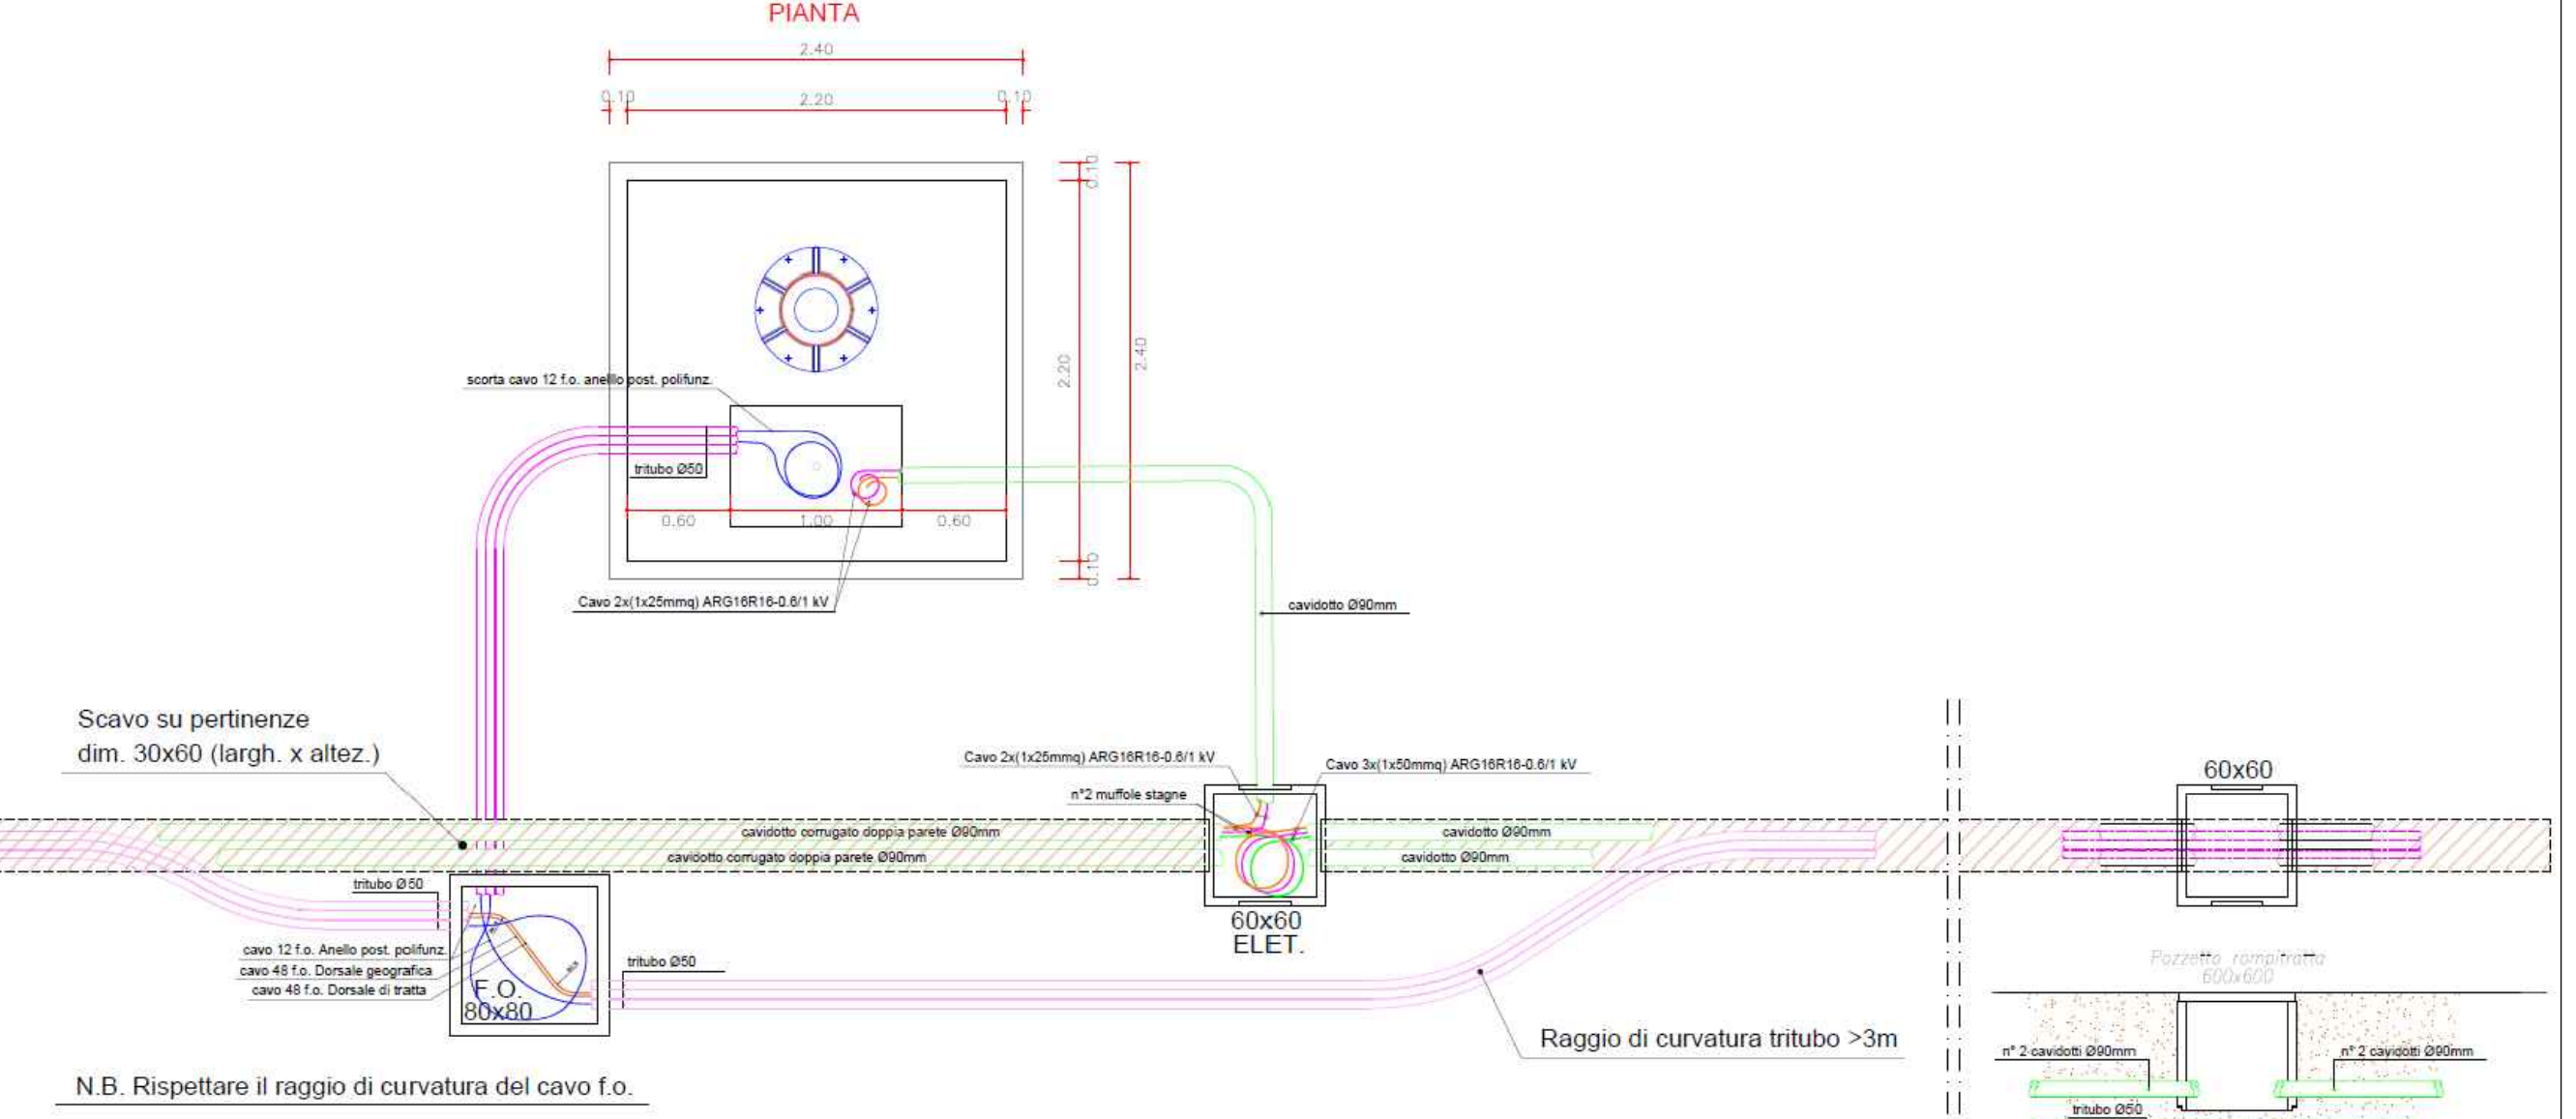 PIANTA
2.40
0.10
2.20
0.10
0.10
2.20
2.40
0.10
scorta cavo 12 f.o. anello post. polifunz.
tritubo Ø50
0.60
1.00
0.60
Cavo 2x(1x25mmq) ARG16R16-0.6/1 kV
cavidotto Ø90mm
Scavo su pertinenze
dim. 30x60 (largh. x altez.)
Cavo 2x(1x25mmq) ARG16R16-0.6/1 kV
Cavo 3x(1x50mmq) ARG16R16-0.6/1 kV
n°2 muffole stagne
60x60
cavidotto corrugato doppia parete Ø90mm
cavidotto Ø90mm
cavidotto corrugato doppia parete Ø90mm
cavidotto Ø90mm
tritubo Ø50
60x60
ELET.
cavo 12 f.o. Anello post. polifunz.
cavo 48 f.o. Dorsale geografica
cavo 48 f.o. Dorsale di tratta
tritubo Ø50
F.O.
80x80
Pozzetto rompitratta
600x600
Raggio di curvatura tritubo >3m
n° 2 cavidotti Ø90mm
n° 2 cavidotti Ø90mm
tritubo Ø50
N.B. Rispettare il raggio di curvatura del cavo f.o.